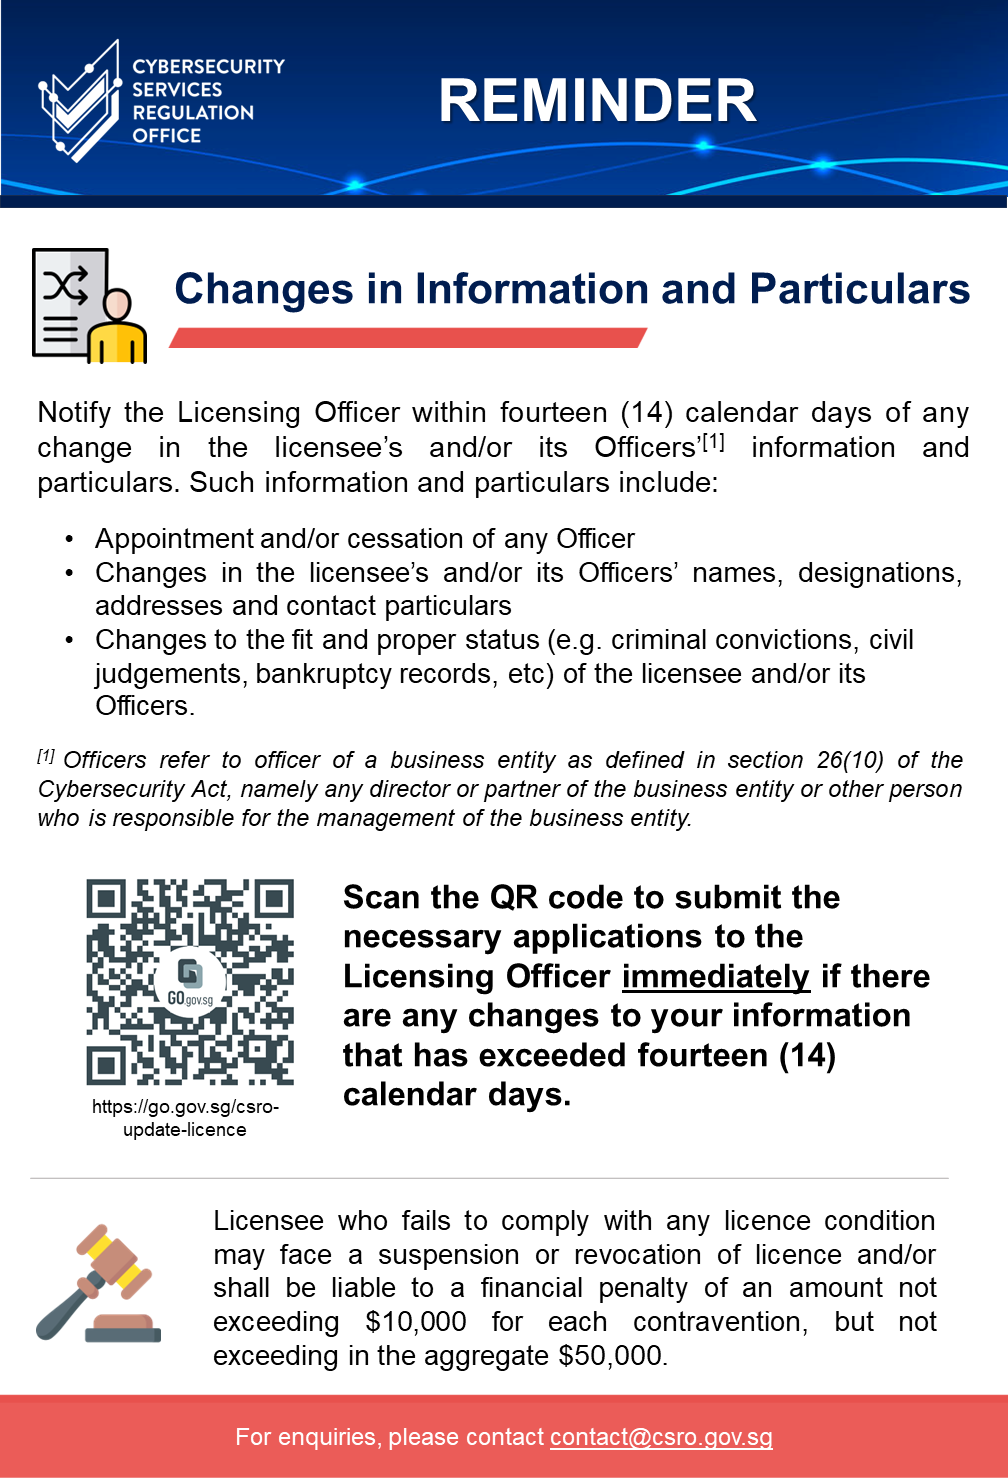 CYBERSECURITY
SERVICES
REGULATION
OFFICE
REMINDER
Changes in Information and Particulars
Notify the Licensing Officer within fourteen (14) calendar days of any
change in the licensee’s and/or its Officers’[1] information and
particulars. Such information and particulars include:
• Appointment and/or cessation of any Officer
• Changes in the licensee’s and/or its Officers’ names, designations,
addresses and contact particulars
• Changes to the fit and proper status (e.g. criminal convictions, civil
judgements, bankruptcy records, etc) of the licensee and/or its
Officers.
[1] Officers refer to officer of a business entity as defined in section 26(10) of the
Cybersecurity Act, namely any director or partner of the business entity or other person
who is responsible for the management of the business entity.
GO.gov.sg
https://go.gov.sg/csro-
update-licence
Scan the QR code to submit the
necessary applications to the
Licensing Officer immediately if there
are any changes to your information
that has exceeded fourteen (14)
calendar days.
Licensee who fails to comply with any licence condition
may face a suspension or revocation of licence and/or
shall be liable to a financial penalty of an amount not
exceeding $10,000 for each contravention, but not
exceeding in the aggregate $50,000.
For enquiries, please contact contact@csro.gov.sg